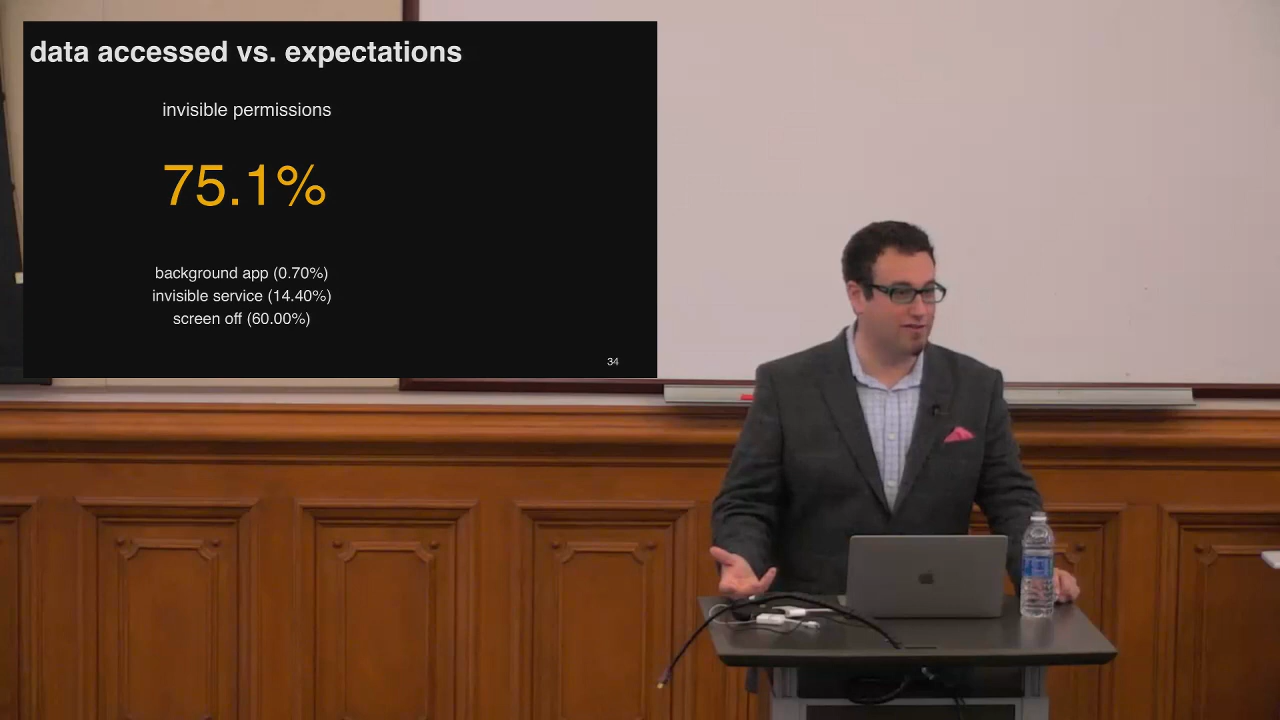 data accessed vs. expectations
invisible permissions
75.1%
background app (0.70%)
invisible service (14.40%)
screen off (60.00%)
34